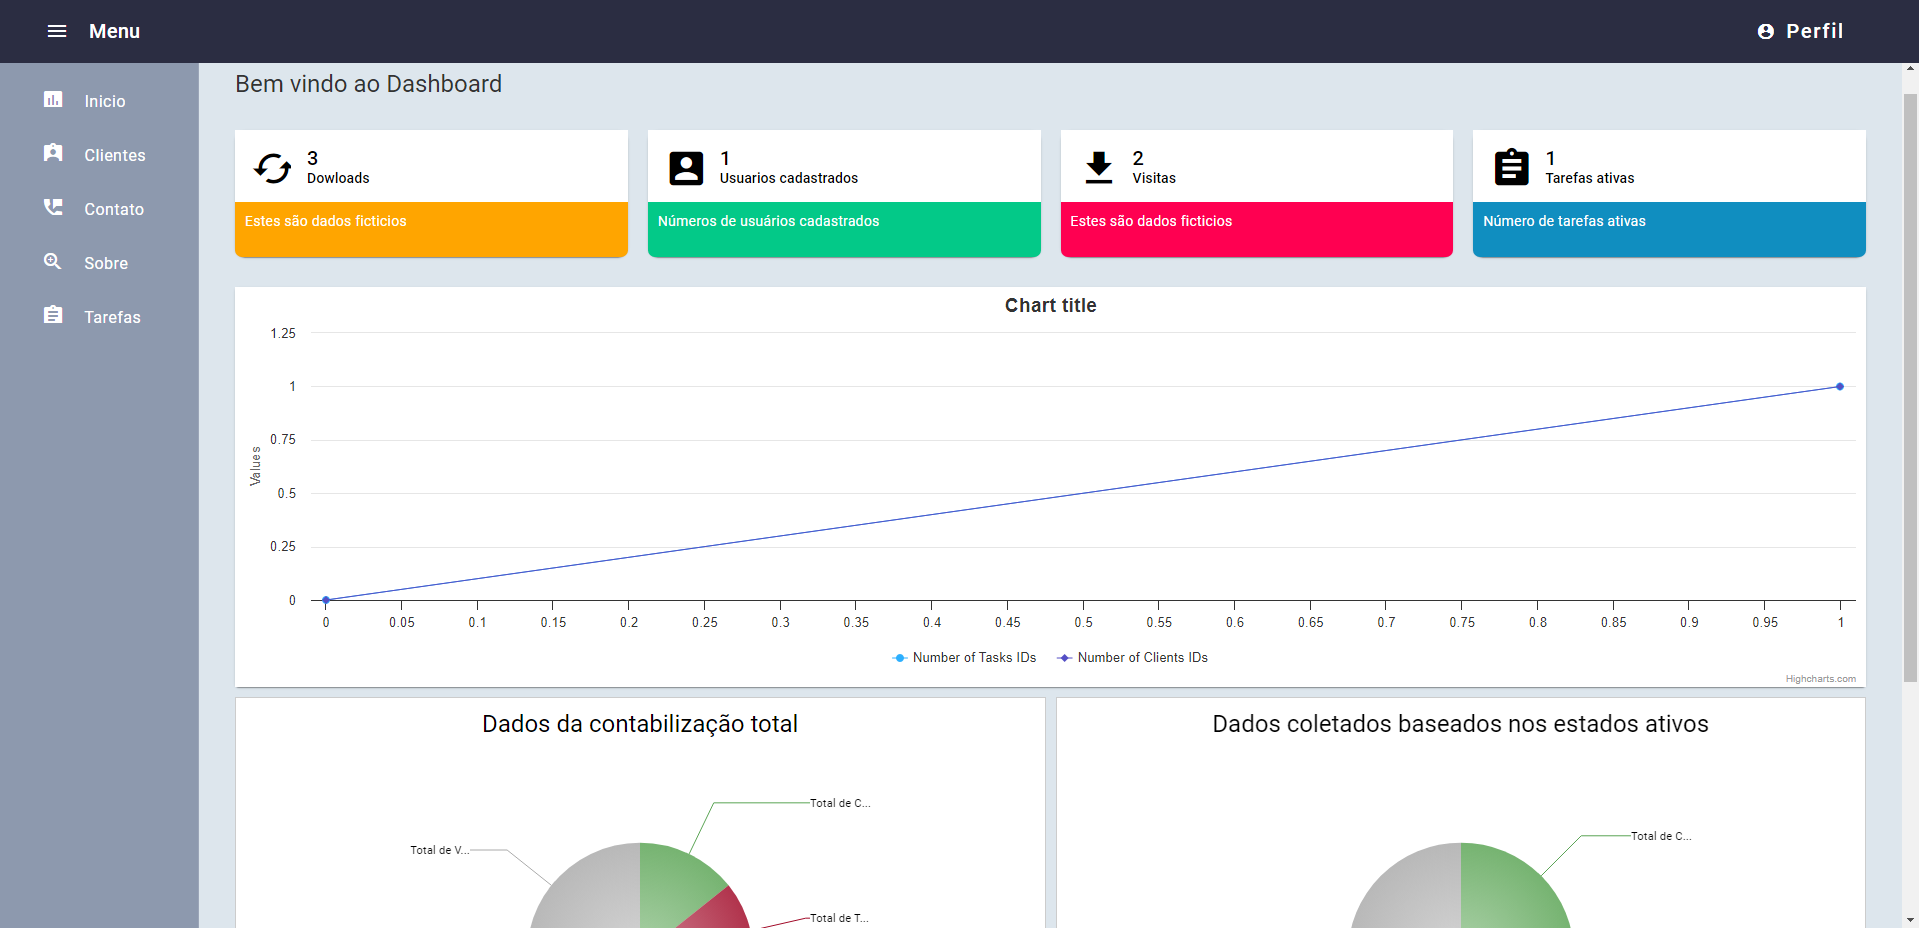 Menu
Perfil
Inicio
Clientes
Contato
Sobre
Tarefas
Bem vindo ao Dashboard
3
Dowloads
Estes são dados ficticios
1
Usuarios cadastrados
Números de usuários cadastrados
2
Visitas
Estes são dados ficticios
1
Tarefas ativas
Número de tarefas ativas
Chart title
Values
1.25
1
0.75
0.5
0.25
0
0 0.05 0.1 0.15 0.2 0.25 0.3 0.35 0.4 0.45 0.5 0.55 0.6 0.65 0.7 0.75 0.8 0.85 0.9 0.95 1
Number of Tasks IDs Number of Clients IDs
Highcharts.com
Dados da contabilização total
Total de C...
Total de V...
Total de T...
Dados coletados baseados nos estados ativos
Total de C...